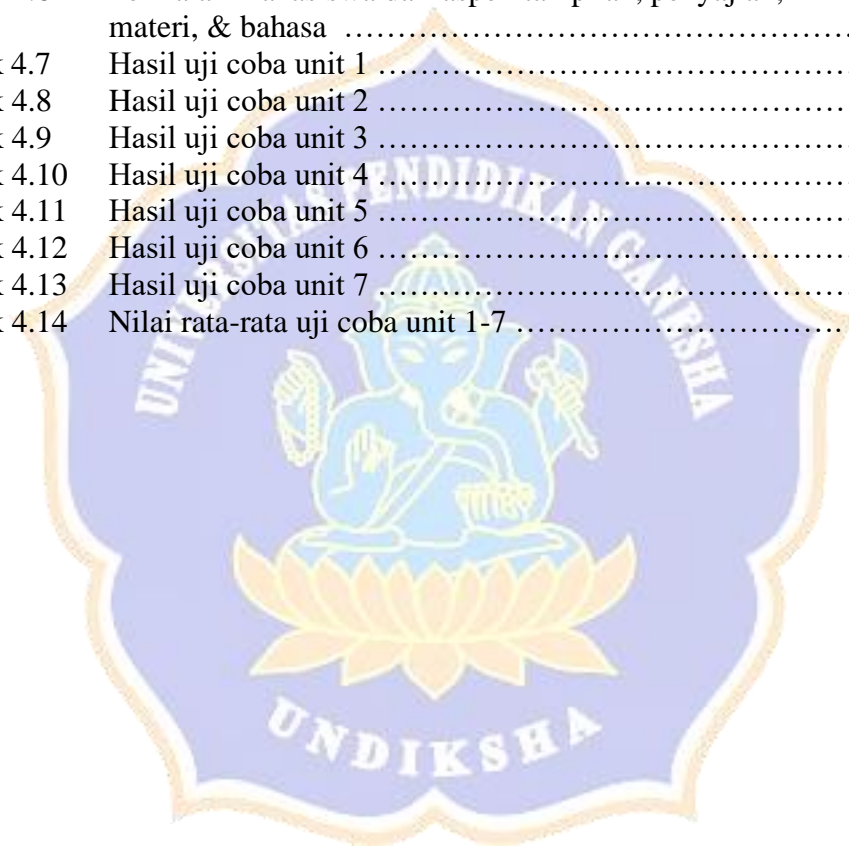 materi, & bahasa ……………………………………………
4.7 Hasil uji coba unit 1 ……………………………………………
4.8 Hasil uji coba unit 2 ……………………………………………
4.9 Hasil uji coba unit 3 ……………………………………………
4.10 Hasil uji coba unit 4 ……………………………………………
4.11 Hasil uji coba unit 5 ……………………………………………
4.12 Hasil uji coba unit 6 ……………………………………………
4.13 Hasil uji coba unit 7 ……………………………………………
4.14 Nilai rata-rata uji coba unit 1-7 ……………………………
UNIVERSITAS PENDIDIKAN GANESHA
UNDIKSHA